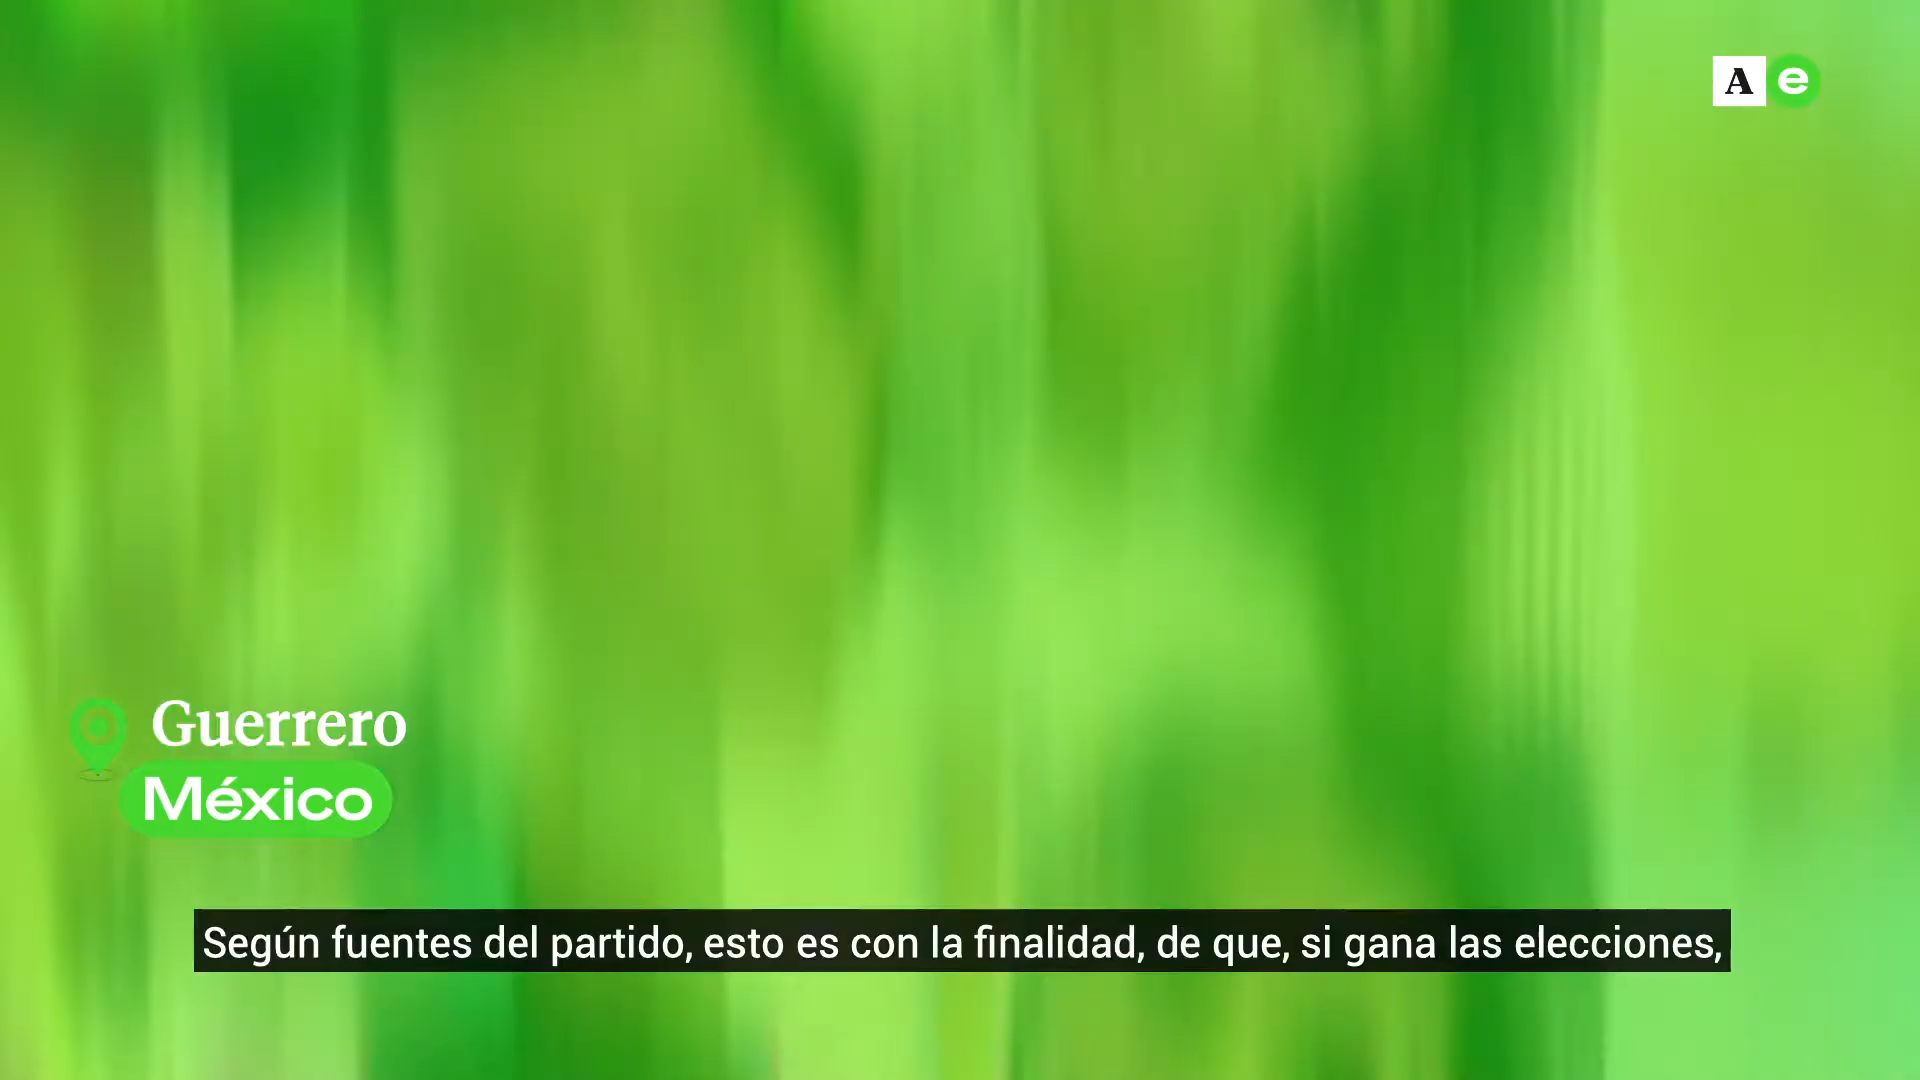 A e
Guerrero
México
Según fuentes del partido, esto es con la finalidad, de que, si gana las elecciones,